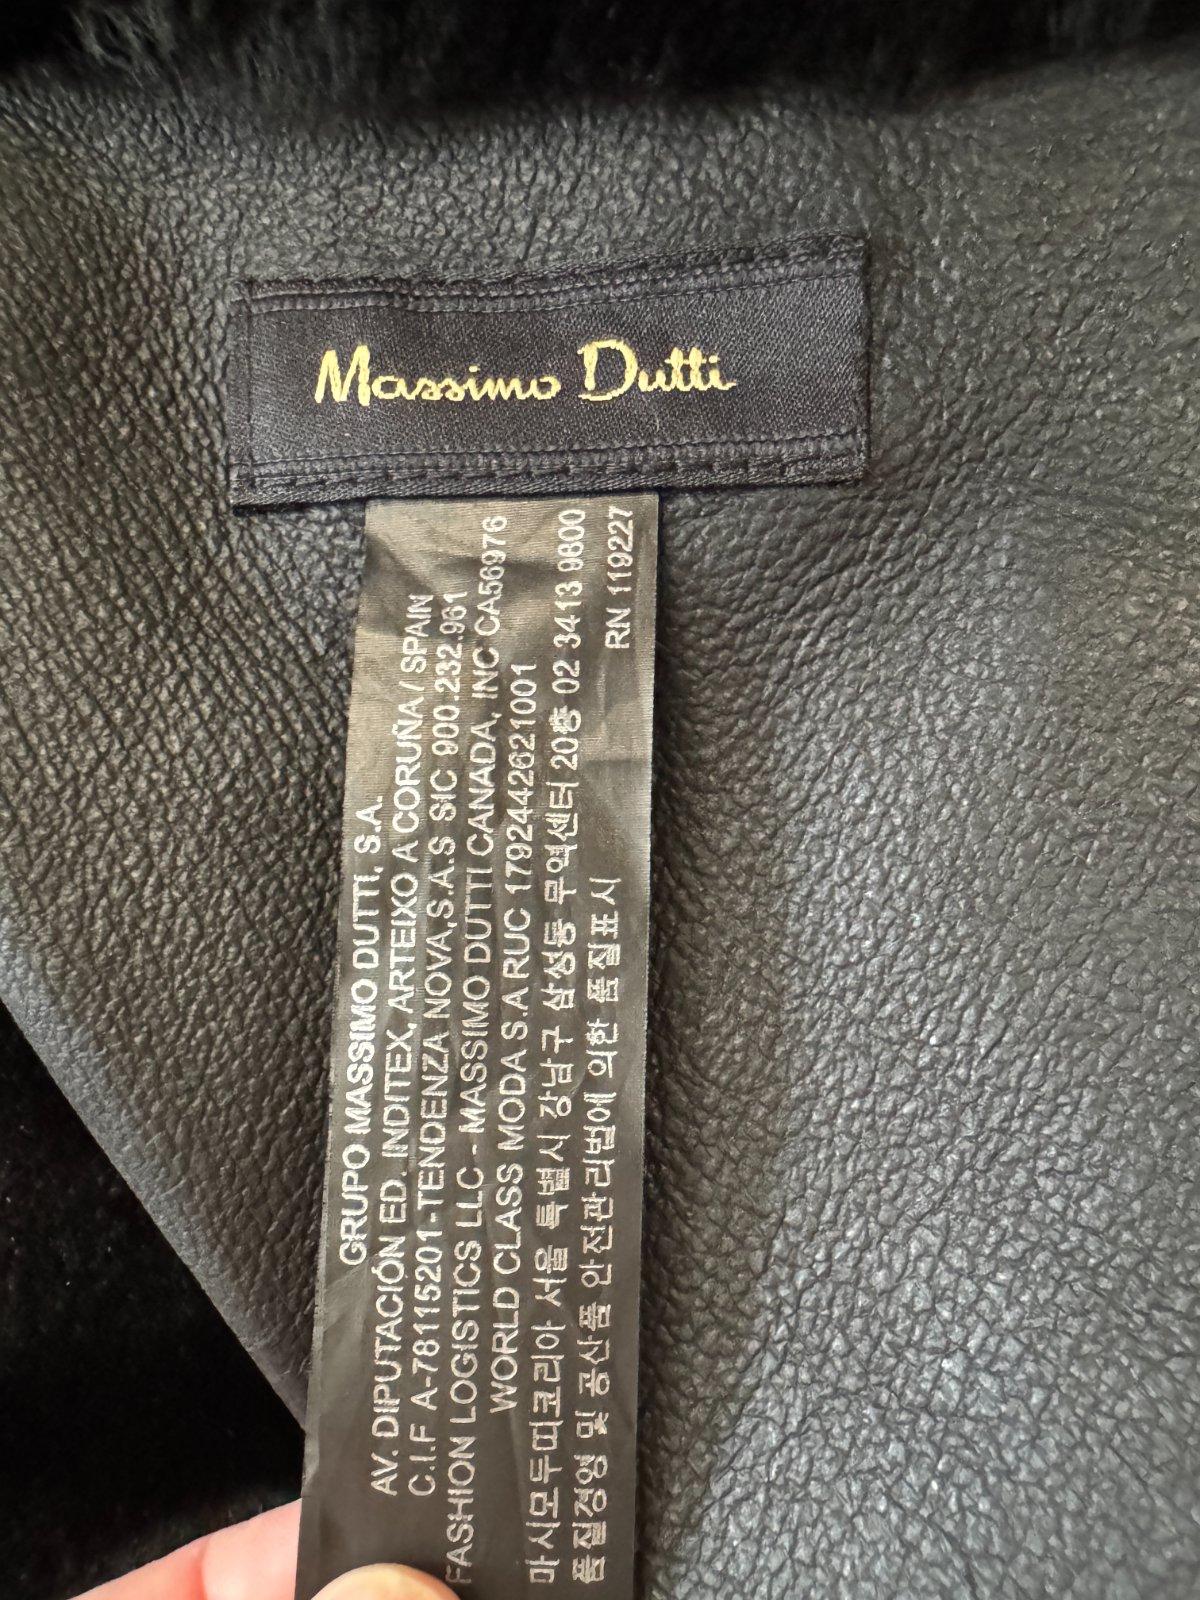 Massimo Dutti
GRUPO MASSIMO DUTTI, S.A.
AV. DIPUTACIÓN ED. INDITEX, ARTEIXO A CORUÑA / SPAIN
C.I.F A-78115201-TENDENZA NOVA,S.A.S SIC 900.232.961
FASHION LOGISTICS LLC - MASSIMO DUTTI CANADA, INC CA56976
WORLD CLASS MODA S.A RUC 1792442621001
마시모두띠코리아 서울 특별시 강남구 삼성동 무역센터 20층 02 3413 9800
품질경영 및 공산품 안전관리법에 의한 품질표시
RN 119227